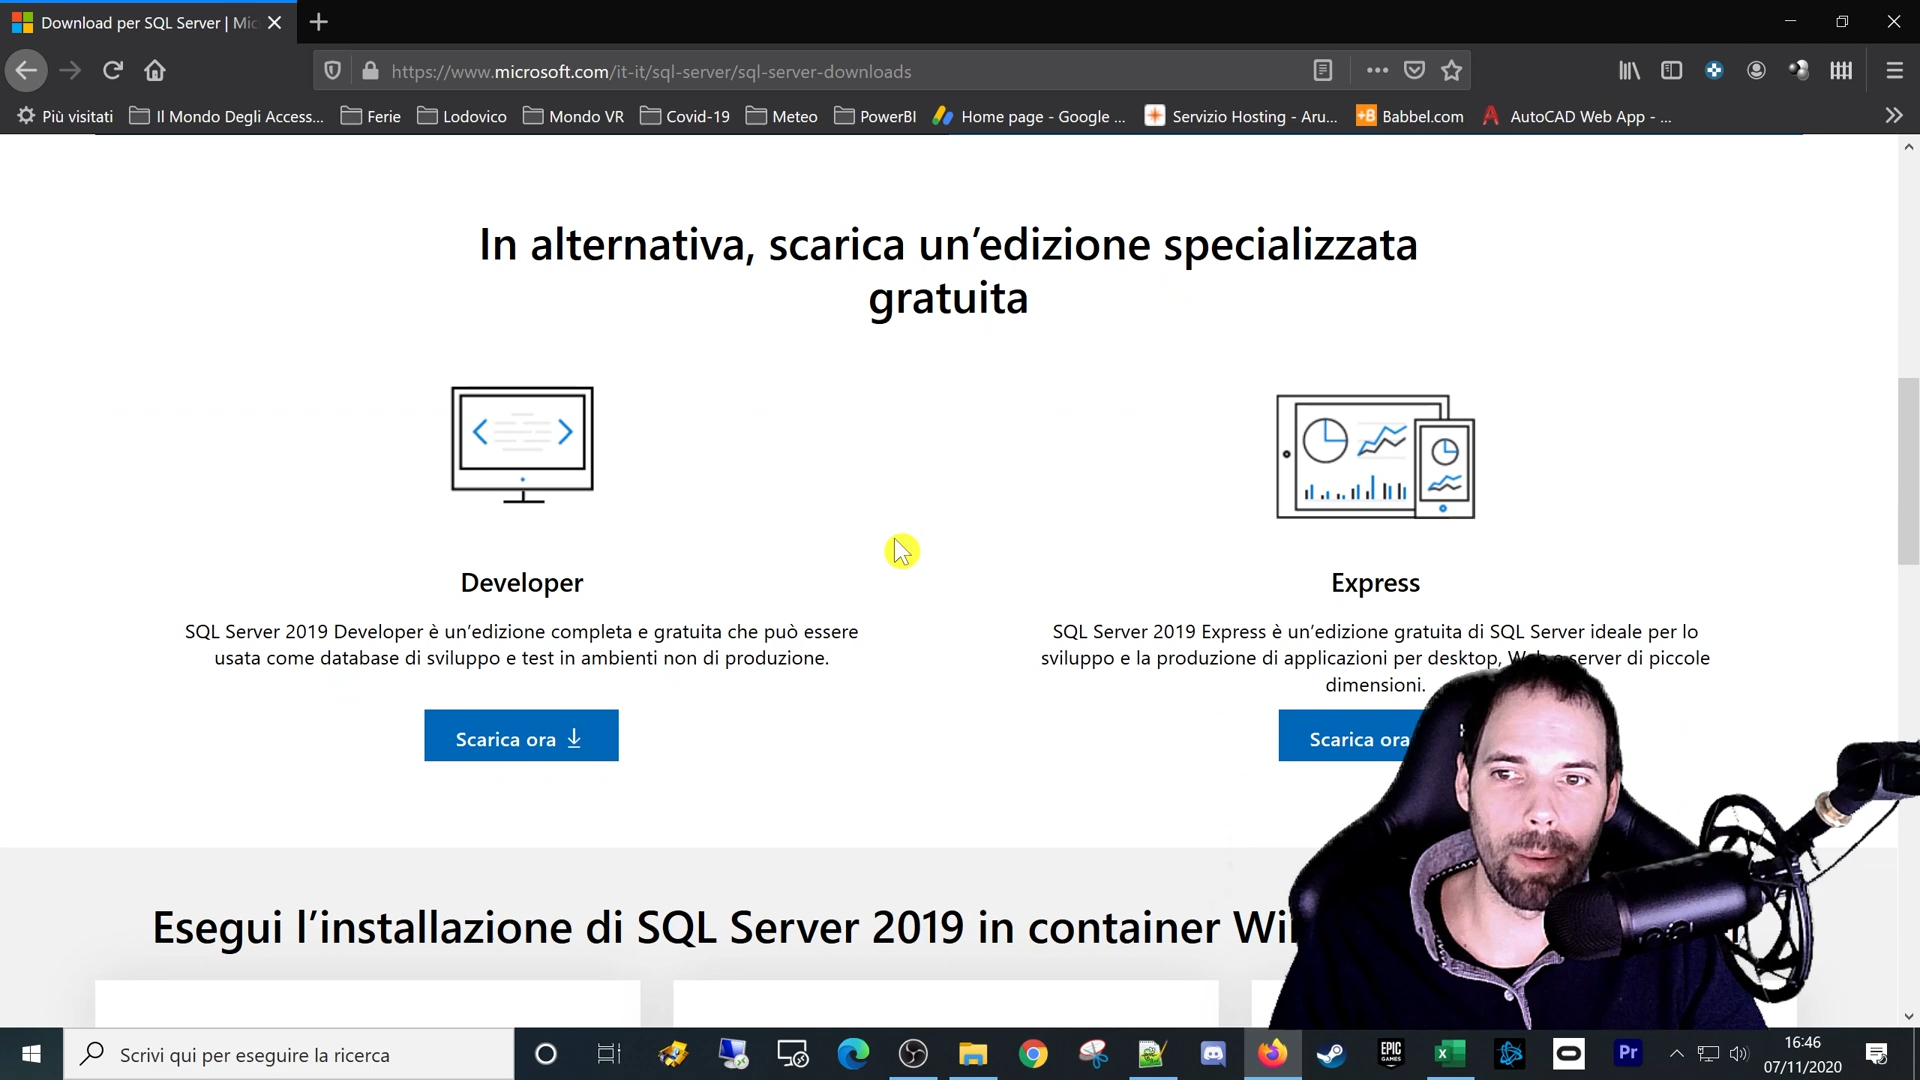 Download per SQL Server | Mic
https://www.microsoft.com/it-it/sql-server/sql-server-downloads
Più visitati
Il Mondo Degli Access...
Ferie
Lodovico
Mondo VR
Covid-19
Meteo
PowerBI
Home page - Google ...
Servizio Hosting - Aru...
+B Babbel.com
AutoCAD Web App - ...
In alternativa, scarica un'edizione specializzata
gratuita
Developer
SQL Server 2019 Developer è un'edizione completa e gratuita che può essere
usata come database di sviluppo e test in ambienti non di produzione.
Scarica ora
Express
SQL Server 2019 Express è un'edizione gratuita di SQL Server ideale per lo
sviluppo e la produzione di applicazioni per desktop, server di piccole
dimensioni.
Scarica ora
Esegui l'installazione di SQL Server 2019 in container
Scrivi qui per eseguire la ricerca
EPIC
GAMES
Pr
16:46
07/11/2020